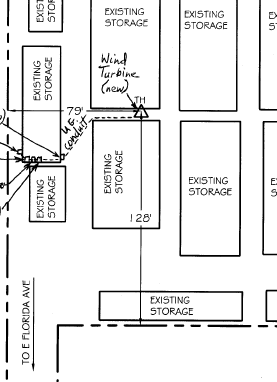 EXISTING
STORAGE
EXISTING
STORAGE
EXISTING
STORAGE
EXISTING
STORAGE
Wind
Turbine
(new)
TH
79'
U.G.
conduit
EXISTING
STORAGE
EXISTING
STORAGE
EXISTING
STORAGE
128'
EXISTING
STORAGE
TO E FLORIDA AVE